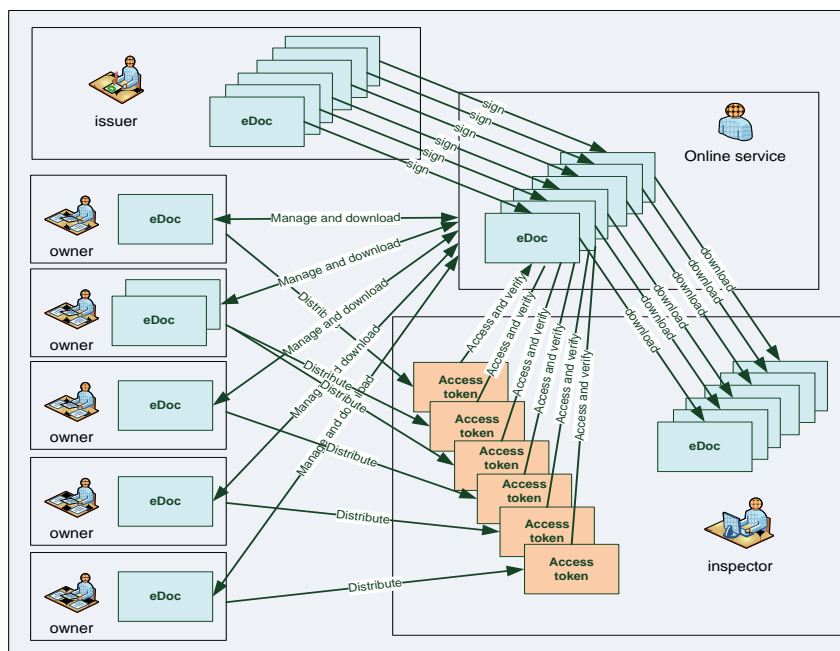 issuer
eDoc
sign
sign
sign
sign
sign
sign
Online service
eDoc
owner
eDoc
Manage and download
owner
eDoc
Manage and download
owner
eDoc
Manage and download
owner
eDoc
owner
eDoc
Distribute
Distribute
Distribute
Distribute
Distribute
Access and verify
Access and verify
Access and verify
Access and verify
Access and verify
Access and verify
download
download
download
download
download
download
Access
token
Access
token
Access
token
Access
token
Access
token
Access
token
eDoc
inspector